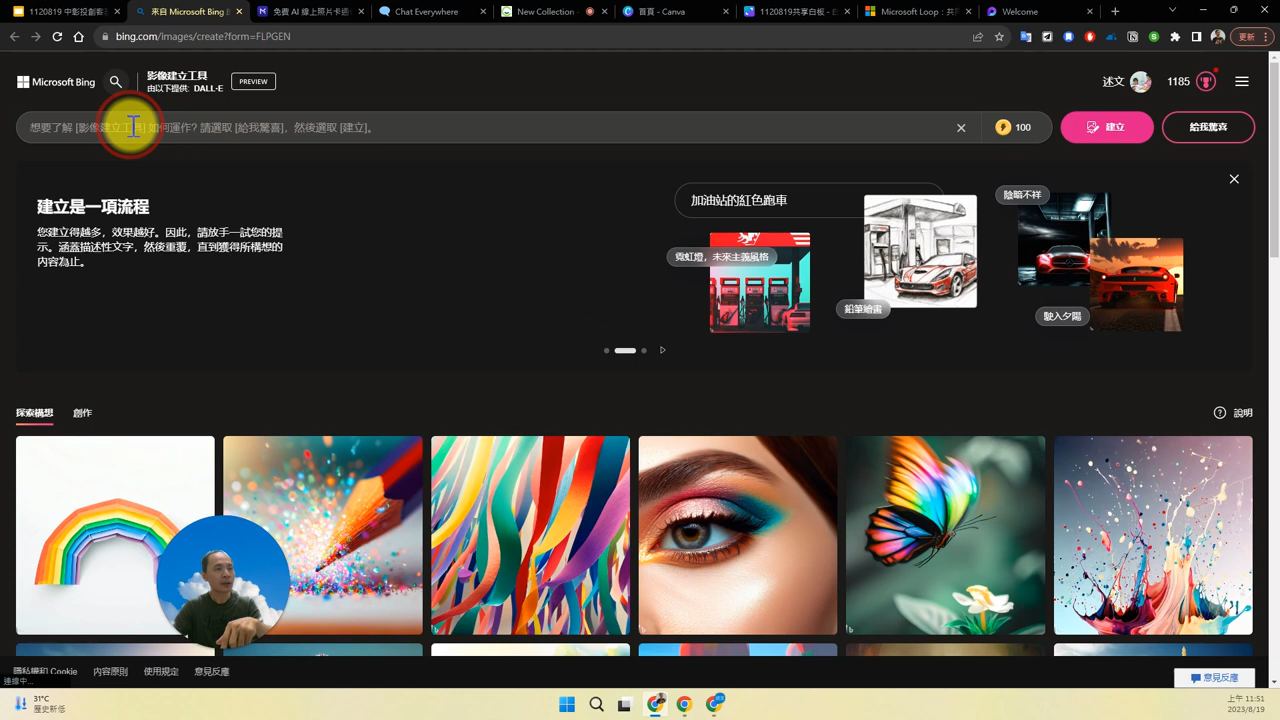 1120819 中彰投創客
來自 Microsoft Bing
免費 AI 線上照片卡通
Chat Everywhere
New Collection -
首頁 - Canva
1120819共享白板 -
Microsoft Loop：共
Welcome
bing.com/images/create?form=FLPGEN
更新
Microsoft Bing
影像建立工具
由以下提供: DALL·E
PREVIEW
述文
1185
想要了解 [影像建立工具] 如何運作? 請選取 [給我驚喜]，然後選取 [建立]。
100
建立
給我驚喜
建立是一項流程
您建立得越多，效果越好。因此，請放手一試您的提
示。涵蓋描述性文字，然後重覆，直到獲得所構想的
內容為止。
加油站的紅色跑車
陰暗不祥
霓虹燈，未來主義風格
鉛筆繪畫
駛入夕陽
探索構想
創作
說明
隱私權和 Cookie
內容原則
使用規定
意見反應
連線中...
意見反應
31°C
歷史新低
上午 11:51
2023/8/19